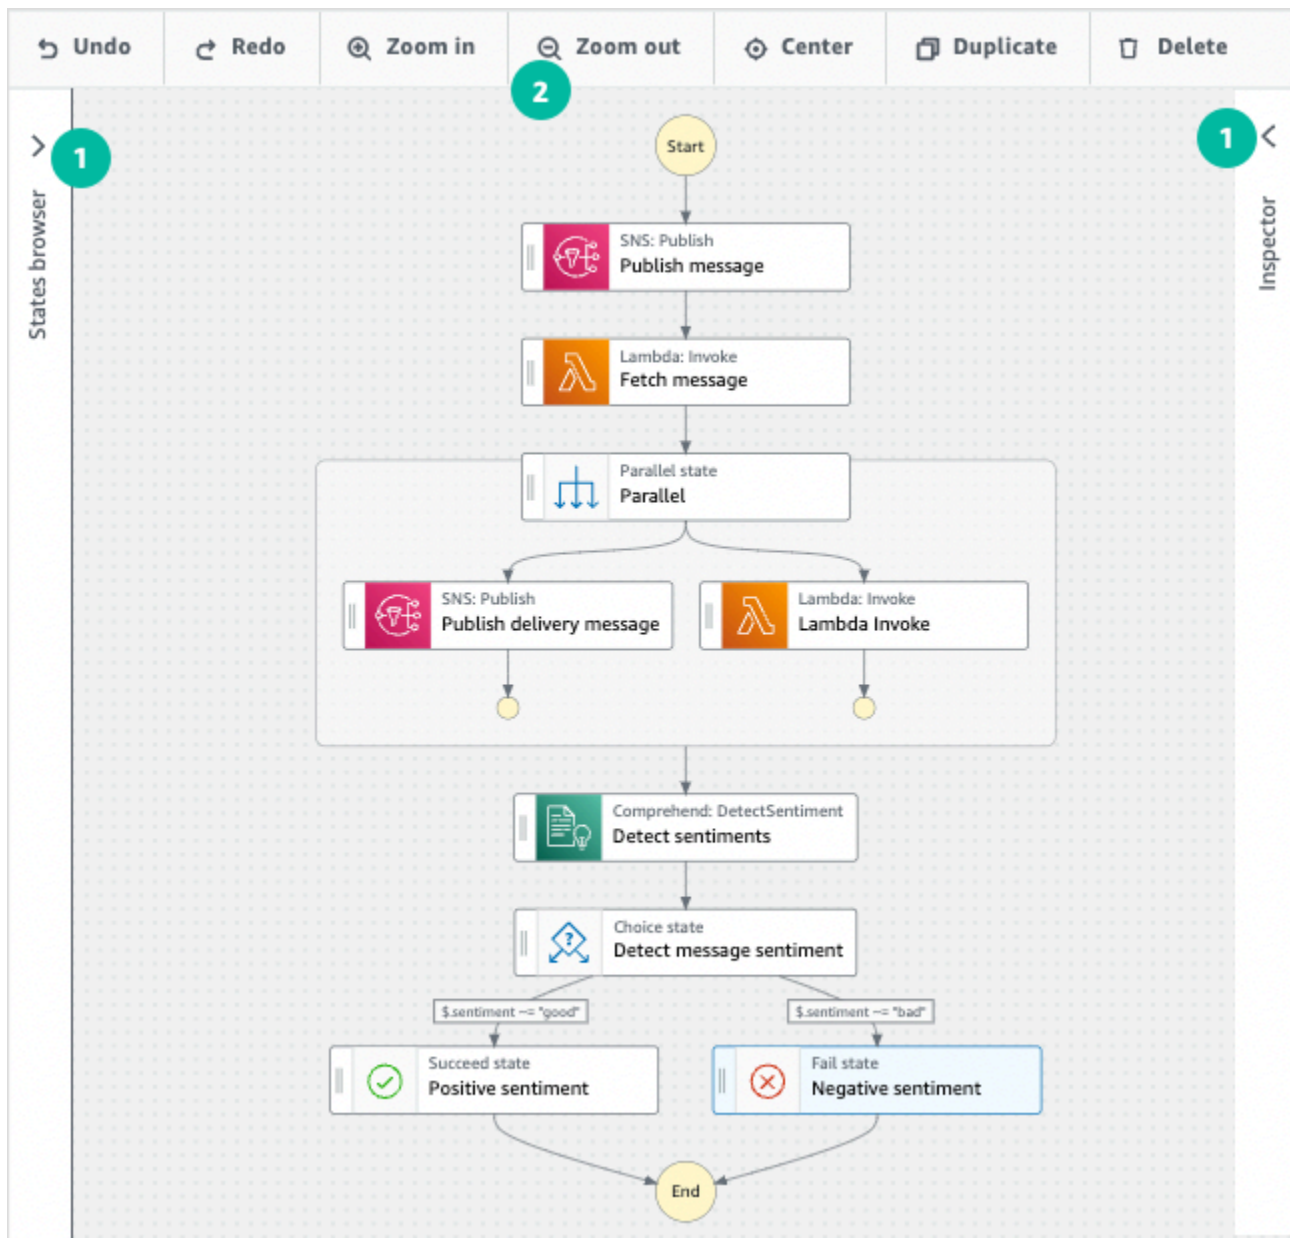 Undo
Redo
Zoom in
Zoom out
Center
Duplicate
Delete
2
1
1
States browser
Inspector
Start
SNS: Publish
Publish message
Lambda: Invoke
Fetch message
Parallel state
Parallel
SNS: Publish
Publish delivery message
Lambda: Invoke
Lambda Invoke
Comprehend: DetectSentiment
Detect sentiments
?
Choice state
Detect message sentiment
$.sentiment ~= "good"
$.sentiment ~= "bad"
Succeed state
Positive sentiment
Fail state
Negative sentiment
End